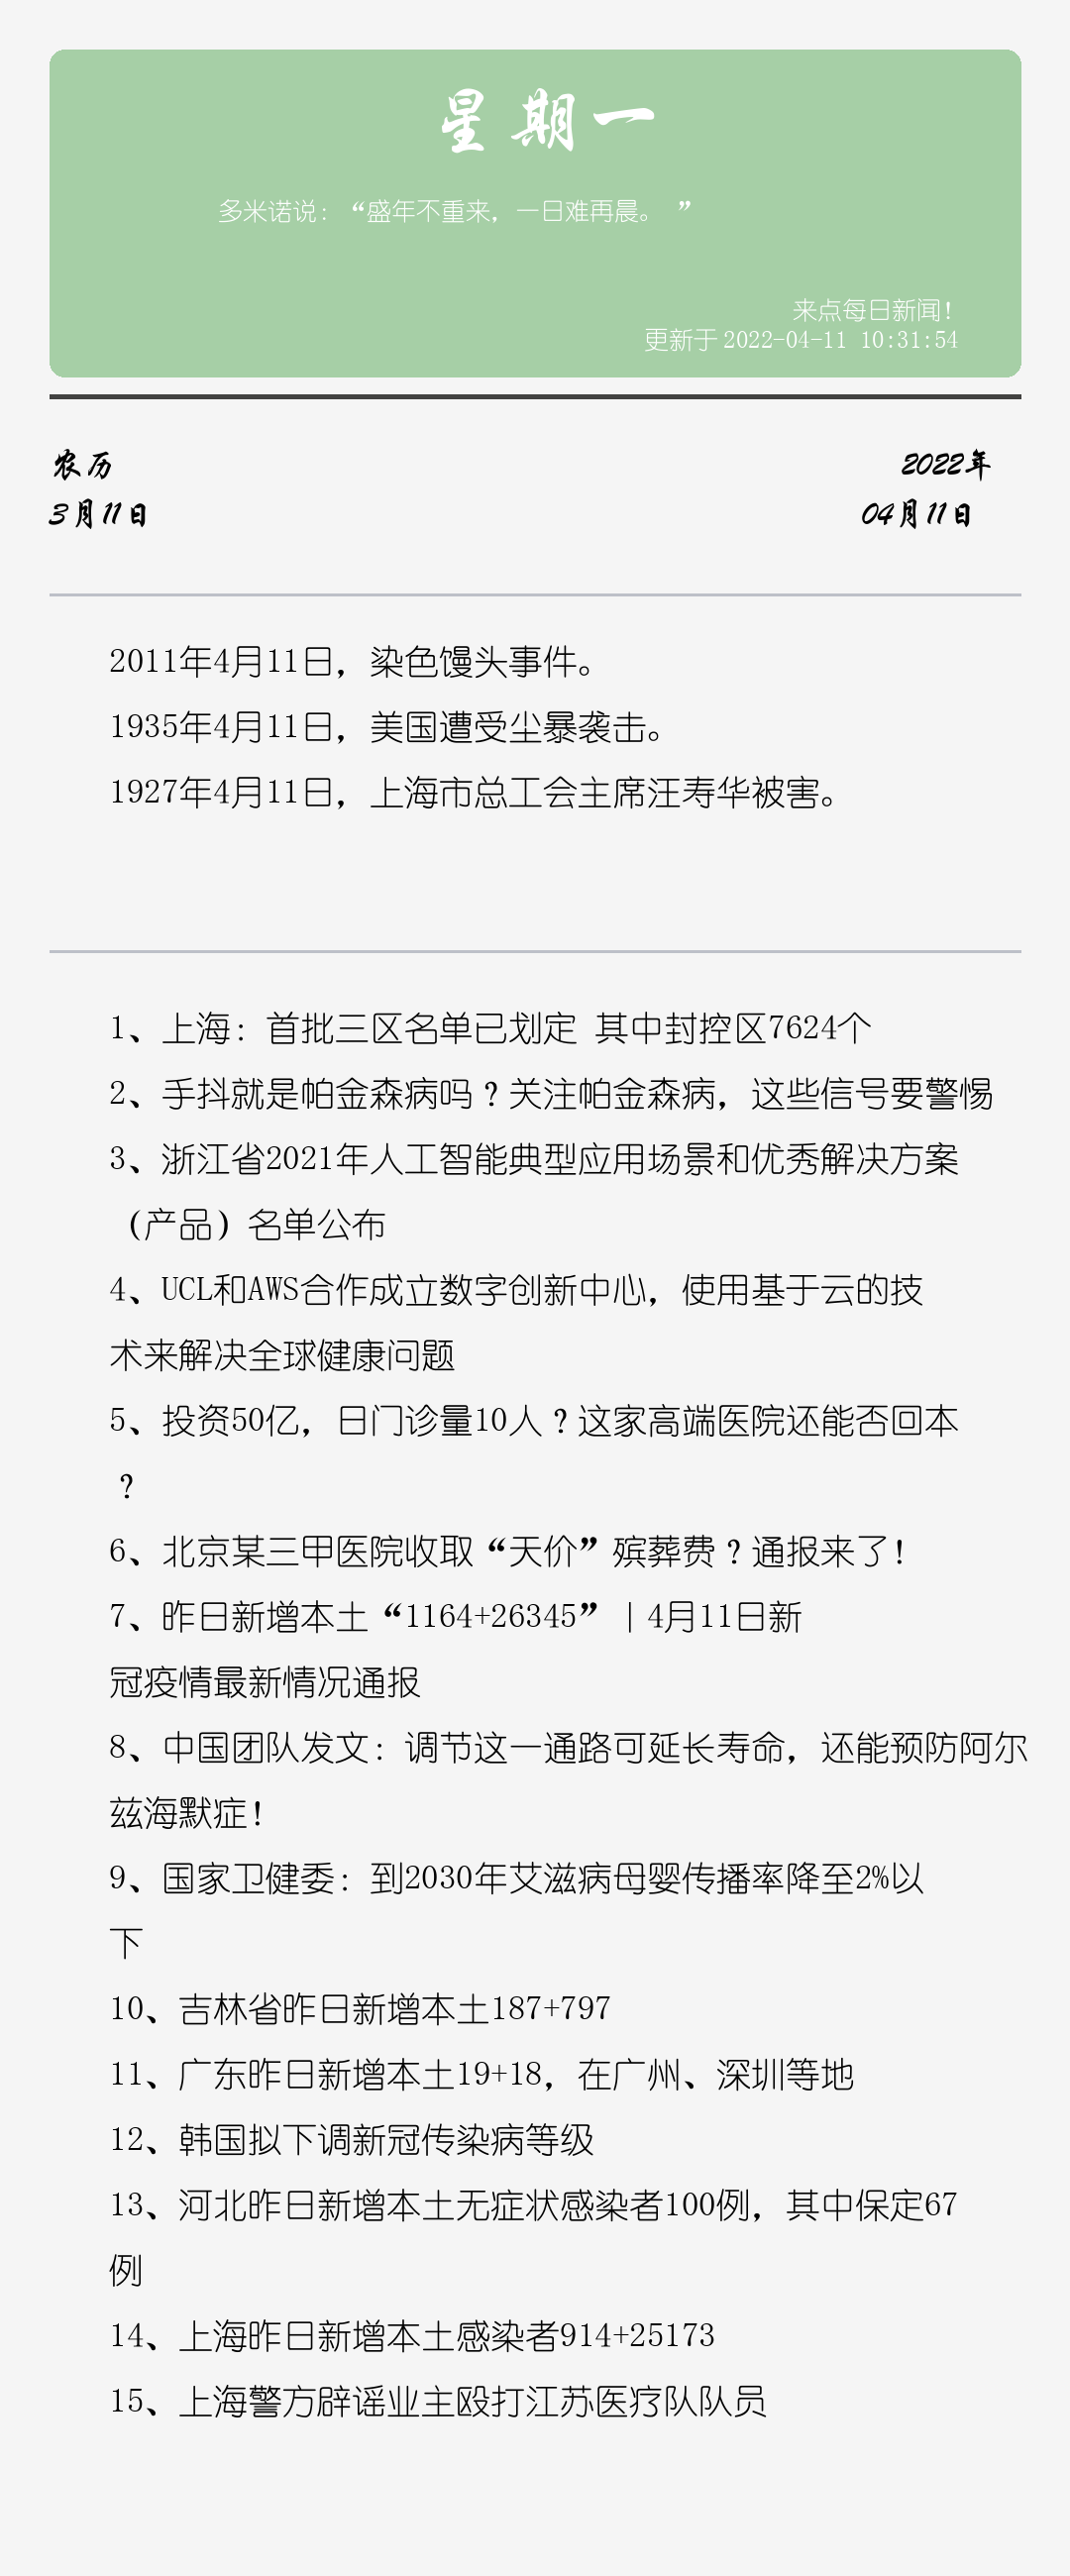 星期一
多米诺说：“盛年不重来，一日难再晨。 ”
来点每日新闻！
更新于 2022-04-11 10:31:54
农历
2022年
3月11日
04月11日
2011年4月11日，染色馒头事件。
1935年4月11日，美国遭受尘暴袭击。
1927年4月11日，上海市总工会主席汪寿华被害。
1、上海：首批三区名单已划定 其中封控区7624个
2、手抖就是帕金森病吗？关注帕金森病，这些信号要警惕
3、浙江省2021年人工智能典型应用场景和优秀解决方案
（产品）名单公布
4、UCL和AWS合作成立数字创新中心，使用基于云的技
术来解决全球健康问题
5、投资50亿，日门诊量10人？这家高端医院还能否回本
？
6、北京某三甲医院收取“天价”殡葬费？通报来了！
7、昨日新增本土“1164+26345”｜4月11日新
冠疫情最新情况通报
8、中国团队发文：调节这一通路可延长寿命，还能预防阿尔
兹海默症！
9、国家卫健委：到2030年艾滋病母婴传播率降至2%以
下
10、吉林省昨日新增本土187+797
11、广东昨日新增本土19+18，在广州、深圳等地
12、韩国拟下调新冠传染病等级
13、河北昨日新增本土无症状感染者100例，其中保定67
例
14、上海昨日新增本土感染者914+25173
15、上海警方辟谣业主殴打江苏医疗队队员